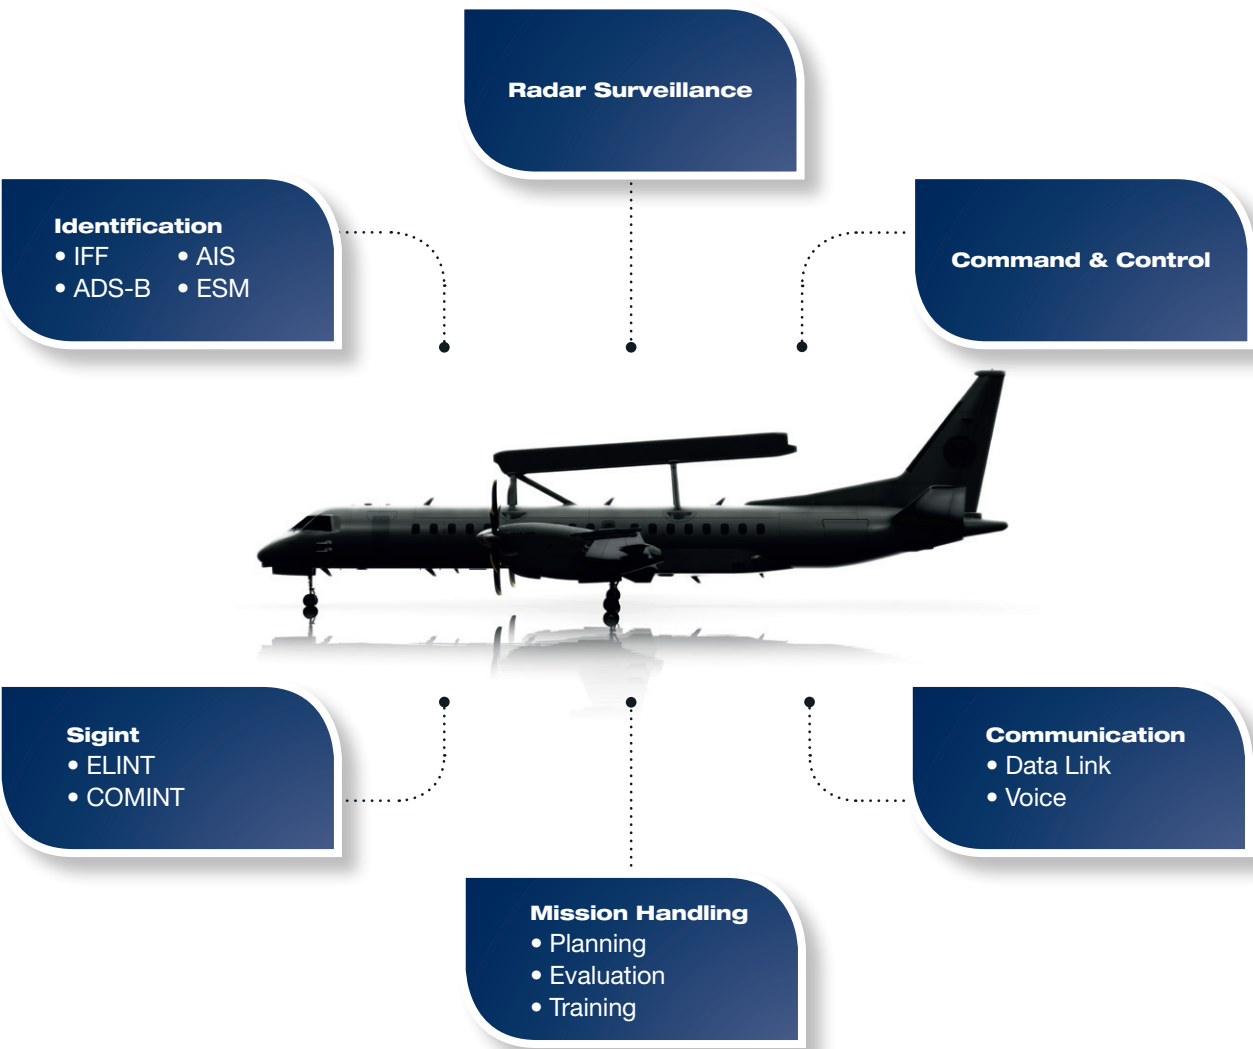 Radar Surveillance
Identification
• IFF • AIS
• ADS-B • ESM
Command & Control
Sigint
• ELINT
• COMINT
Communication
• Data Link
• Voice
Mission Handling
• Planning
• Evaluation
• Training